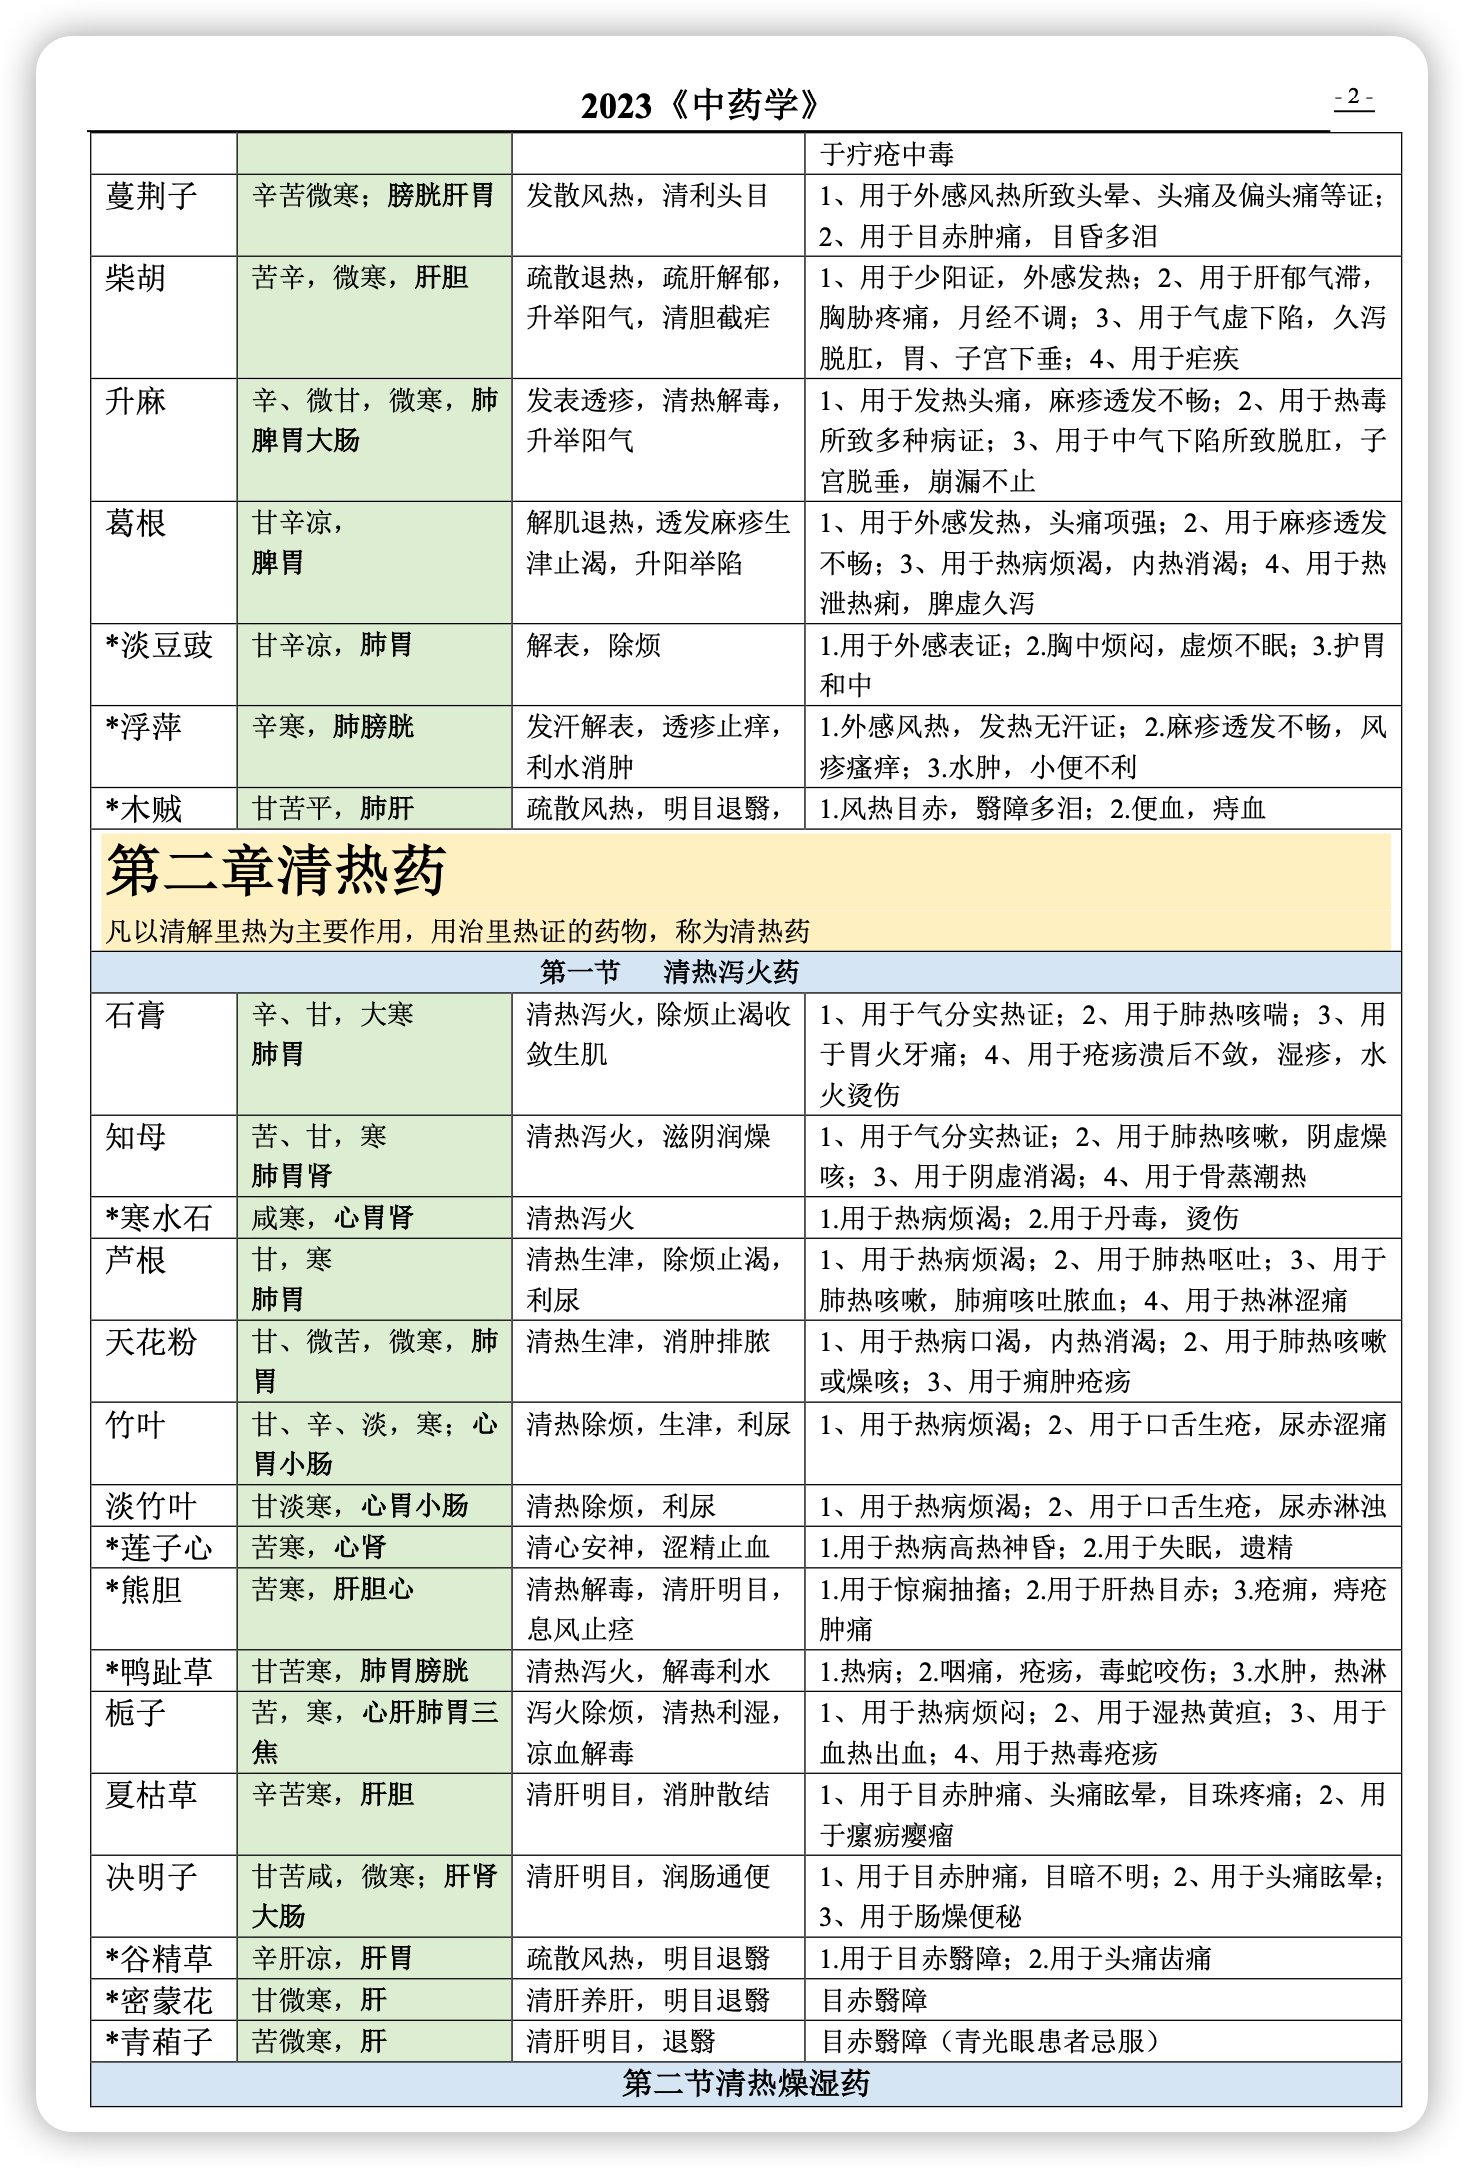 2023《中药学》
- 2 -
于疔疮中毒
蔓荆子 辛苦微寒；膀胱肝胃 发散风热，清利头目 1、用于外感风热所致头晕、头痛及偏头痛等证；
2、用于目赤肿痛，目昏多泪
柴胡 苦辛，微寒，肝胆 疏散退热，疏肝解郁， 1、用于少阳证，外感发热；2、用于肝郁气滞，
升举阳气，清胆截疟 胸胁疼痛，月经不调；3、用于气虚下陷，久泻
脱肛，胃、子宫下垂；4、用于疟疾
升麻 辛、微甘，微寒，肺 发表透疹，清热解毒， 1、用于发热头痛，麻疹透发不畅；2、用于热毒
脾胃大肠 升举阳气 所致多种病证；3、用于中气下陷所致脱肛，子
宫脱垂，崩漏不止
葛根 甘辛凉， 解肌退热，透发麻疹生 1、用于外感发热，头痛项强；2、用于麻疹透发
脾胃 津止渴，升阳举陷 不畅；3、用于热病烦渴，内热消渴；4、用于热
泄热痢，脾虚久泻
*淡豆豉 甘辛凉，肺胃 解表，除烦 1.用于外感表证；2.胸中烦闷，虚烦不眠；3.护胃
和中
*浮萍 辛寒，肺膀胱 发汗解表，透疹止痒， 1.外感风热，发热无汗证；2.麻疹透发不畅，风
利水消肿 疹瘙痒；3.水肿，小便不利
*木贼 甘苦平，肺肝 疏散风热，明目退翳， 1.风热目赤，翳障多泪；2.便血，痔血
第二章清热药
凡以清解里热为主要作用，用治里热证的药物，称为清热药
第一节 清热泻火药
石膏 辛、甘，大寒 清热泻火，除烦止渴收 1、用于气分实热证；2、用于肺热咳喘；3、用
肺胃 敛生肌 于胃火牙痛；4、用于疮疡溃后不敛，湿疹，水
火烫伤
知母 苦、甘，寒 清热泻火，滋阴润燥 1、用于气分实热证；2、用于肺热咳嗽，阴虚燥
肺胃肾 咳；3、用于阴虚消渴；4、用于骨蒸潮热
*寒水石 咸寒，心胃肾 清热泻火 1.用于热病烦渴；2.用于丹毒，烫伤
芦根 甘，寒 清热生津，除烦止渴， 1、用于热病烦渴；2、用于肺热呕吐；3、用于
肺胃 利尿 肺热咳嗽，肺痈咳吐脓血；4、用于热淋涩痛
天花粉 甘、微苦，微寒，肺 清热生津，消肿排脓 1、用于热病口渴，内热消渴；2、用于肺热咳嗽
胃 或燥咳；3、用于痈肿疮疡
竹叶 甘、辛、淡，寒；心 清热除烦，生津，利尿 1、用于热病烦渴；2、用于口舌生疮，尿赤涩痛
胃小肠
淡竹叶 甘淡寒，心胃小肠 清热除烦，利尿 1、用于热病烦渴；2、用于口舌生疮，尿赤淋浊
*莲子心 苦寒，心肾 清心安神，涩精止血 1.用于热病高热神昏；2.用于失眠，遗精
*熊胆 苦寒，肝胆心 清热解毒，清肝明目， 1.用于惊痫抽搐；2.用于肝热目赤；3.疮痈，痔疮
息风止痉 肿痛
*鸭趾草 甘苦寒，肺胃膀胱 清热泻火，解毒利水 1.热病；2.咽痛，疮疡，毒蛇咬伤；3.水肿，热淋
栀子 苦，寒，心肝肺胃三 泻火除烦，清热利湿， 1、用于热病烦闷；2、用于湿热黄疸；3、用于
焦 凉血解毒 血热出血；4、用于热毒疮疡
夏枯草 辛苦寒，肝胆 清肝明目，消肿散结 1、用于目赤肿痛、头痛眩晕，目珠疼痛；2、用
于瘰疬瘿瘤
决明子 甘苦咸，微寒；肝肾 清肝明目，润肠通便 1、用于目赤肿痛，目暗不明；2、用于头痛眩晕；
大肠 3、用于肠燥便秘
*谷精草 辛肝凉，肝胃 疏散风热，明目退翳 1.用于目赤翳障；2.用于头痛齿痛
*密蒙花 甘微寒，肝 清肝养肝，明目退翳 目赤翳障
*青葙子 苦微寒，肝 清肝明目，退翳 目赤翳障（青光眼患者忌服）
第二节清热燥湿药